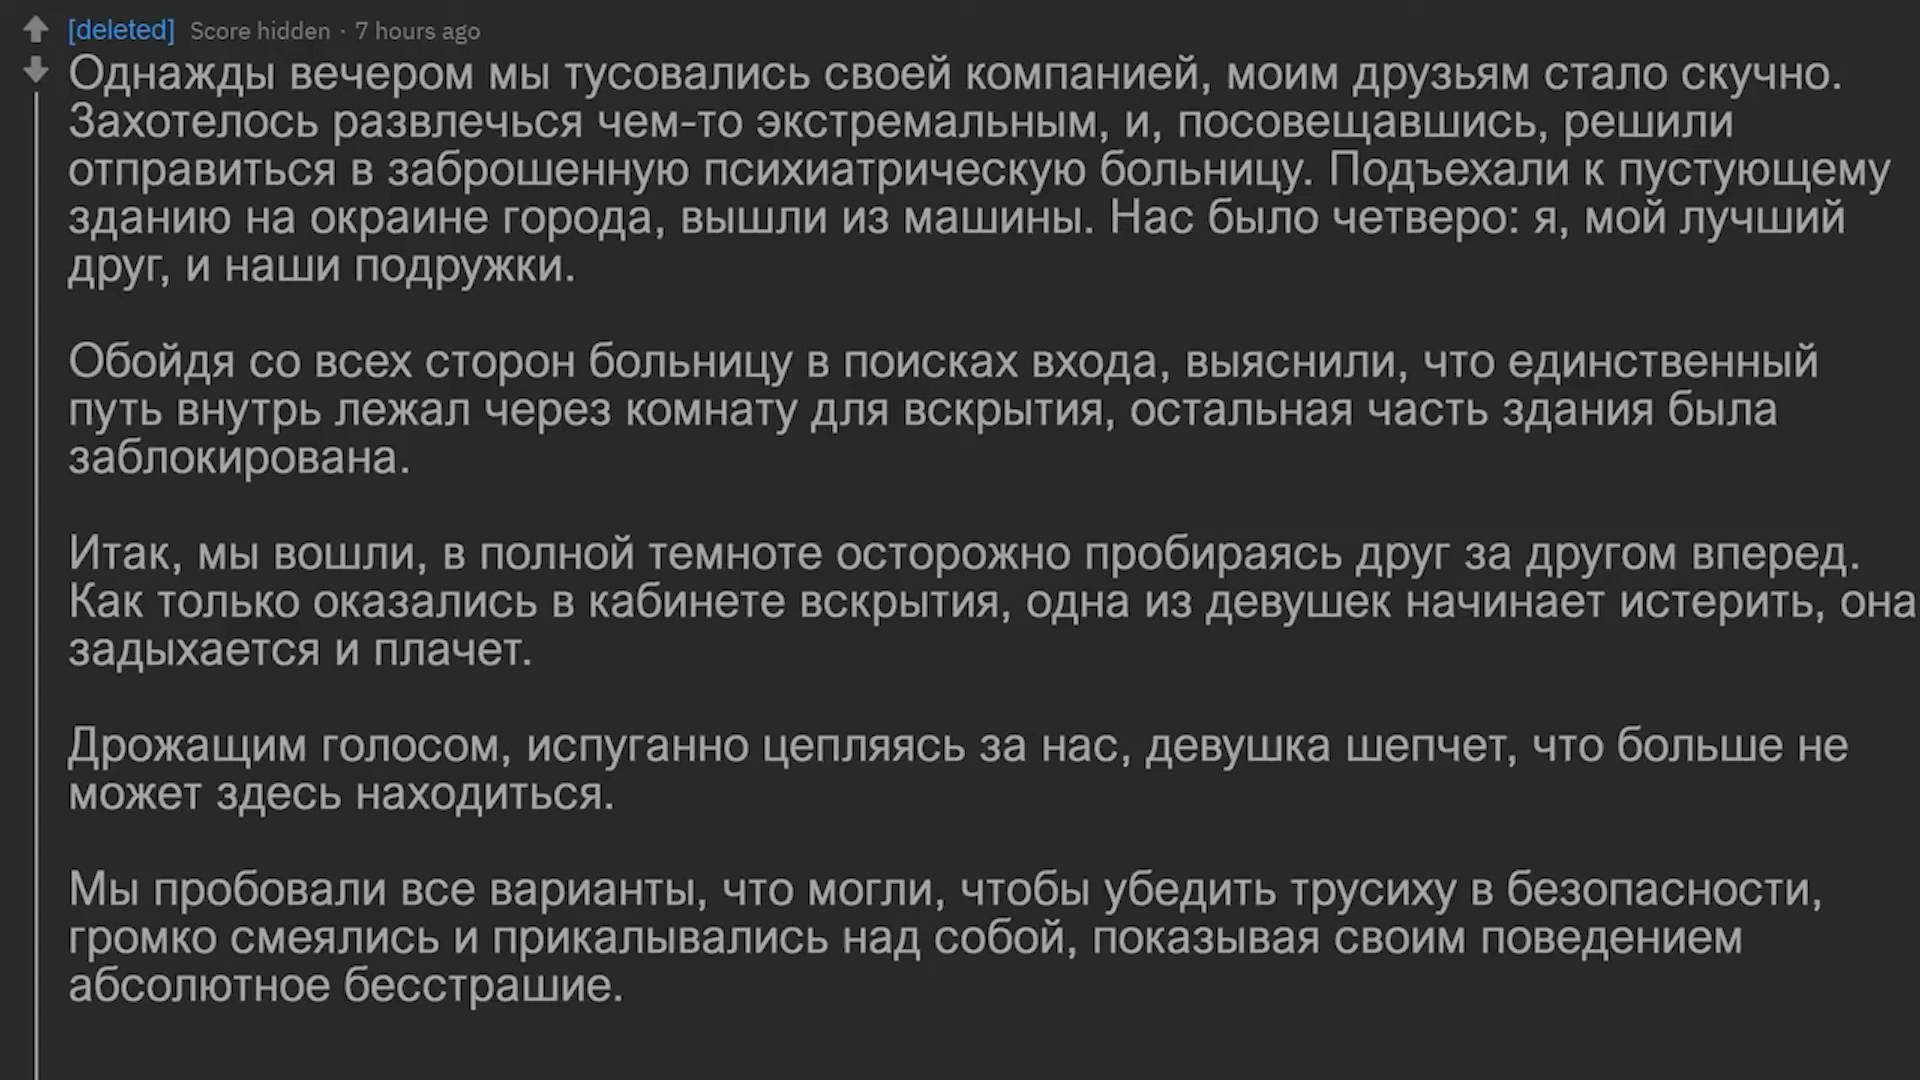 [deleted] Score hidden · 7 hours ago
Однажды вечером мы тусовались своей компанией, моим друзьям стало скучно.
Захотелось развлечься чем-то экстремальным, и, посовещавшись, решили
отправиться в заброшенную психиатрическую больницу. Подъехали к пустующему
зданию на окраине города, вышли из машины. Нас было четверо: я, мой лучший
друг, и наши подружки.
Обойдя со всех сторон больницу в поисках входа, выяснили, что единственный
путь внутрь лежал через комнату для вскрытия, остальная часть здания была
заблокирована.
Итак, мы вошли, в полной темноте осторожно пробираясь друг за другом вперед.
Как только оказались в кабинете вскрытия, одна из девушек начинает истерить, она
задыхается и плачет.
Дрожащим голосом, испуганно цепляясь за нас, девушка шепчет, что больше не
может здесь находиться.
Мы пробовали все варианты, что могли, чтобы убедить трусиху в безопасности,
громко смеялись и прикалывались над собой, показывая своим поведением
абсолютное бесстрашие.